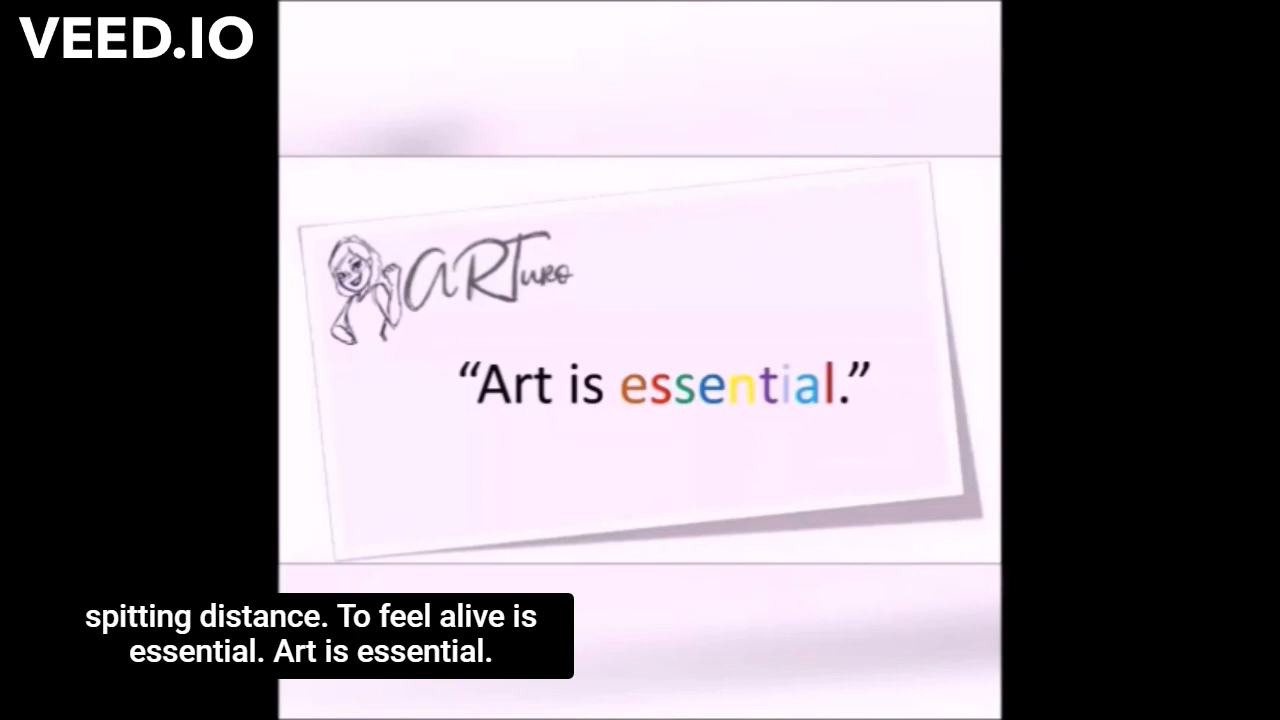 VEED.IO
ARTuro
“Art is essential.”
spitting distance. To feel alive is
essential. Art is essential.